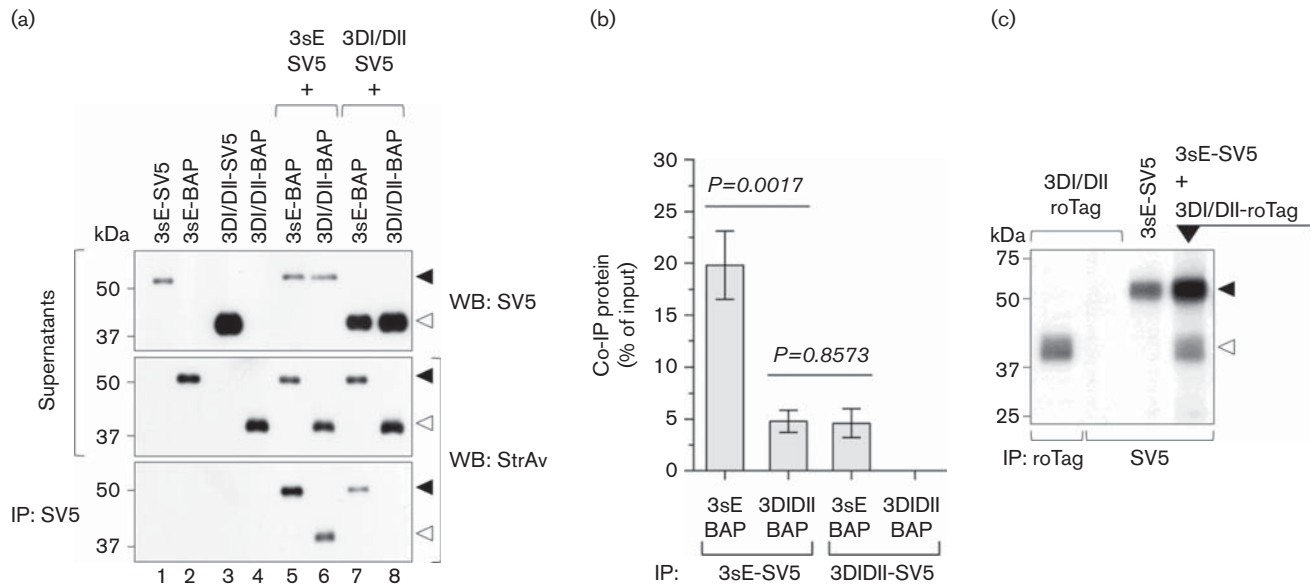 (a)
3sE
SV5
+
3DI/DII
SV5
+
3sE-SV5
3sE-BAP
3DI/DII-SV5
3DI/DII-BAP
3sE-BAP
3DI/DII-BAP
3sE-BAP
3DI/DII-BAP
kDa
50
37
WB: SV5
Supernatants
50
37
WB: StrAv
IP: SV5
50
37
1 2 3 4 5 6 7 8
(b)
Co-IP protein
(% of input)
30
25
20
15
10
5
0
P=0.0017
P=0.8573
3sE
BAP
3DIDII
BAP
3sE
BAP
3DIDII
BAP
IP: 3sE-SV5 3DIDII-SV5
(c)
3DI/DII
roTag
3sE-SV5
3sE-SV5
+
3DI/DII-roTag
kDa
75
50
37
25
IP: roTag SV5